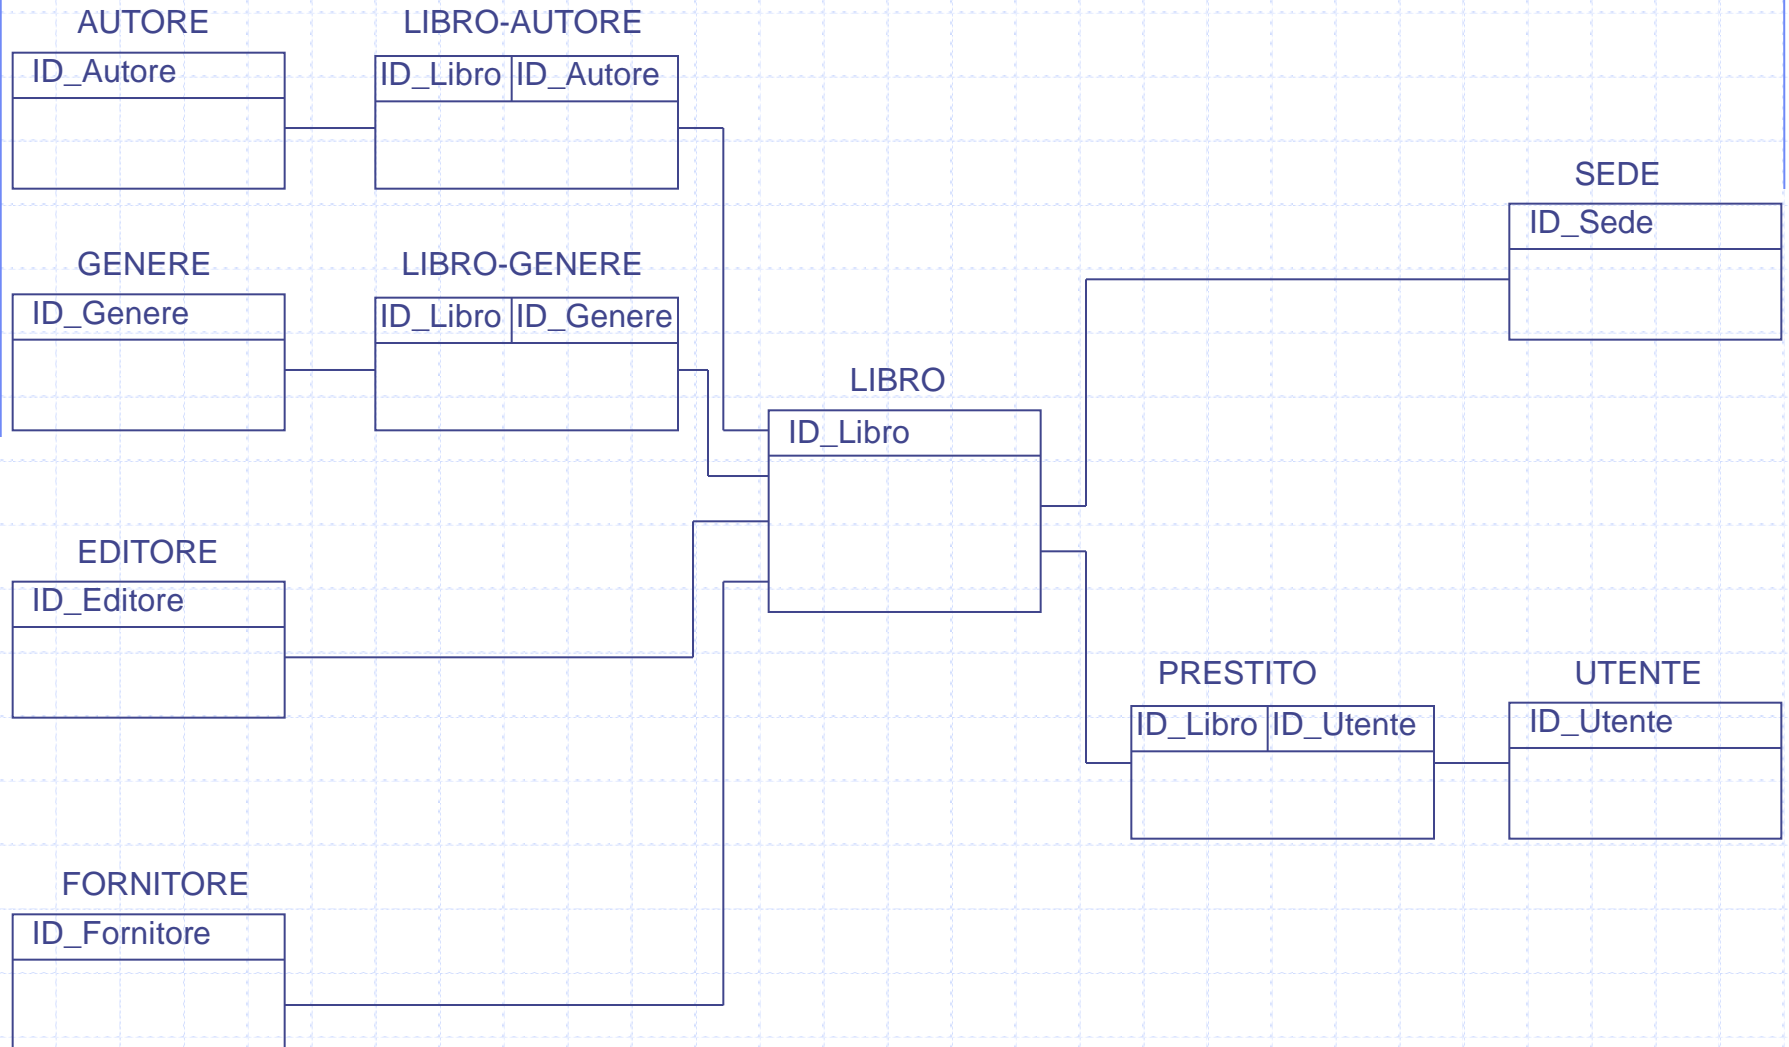 AUTORE
ID_Autore
LIBRO-AUTORE
ID_Libro ID_Autore
SEDE
ID_Sede
GENERE
ID_Genere
LIBRO-GENERE
ID_Libro ID_Genere
LIBRO
ID_Libro
EDITORE
ID_Editore
PRESTITO
ID_Libro ID_Utente
UTENTE
ID_Utente
FORNITORE
ID_Fornitore